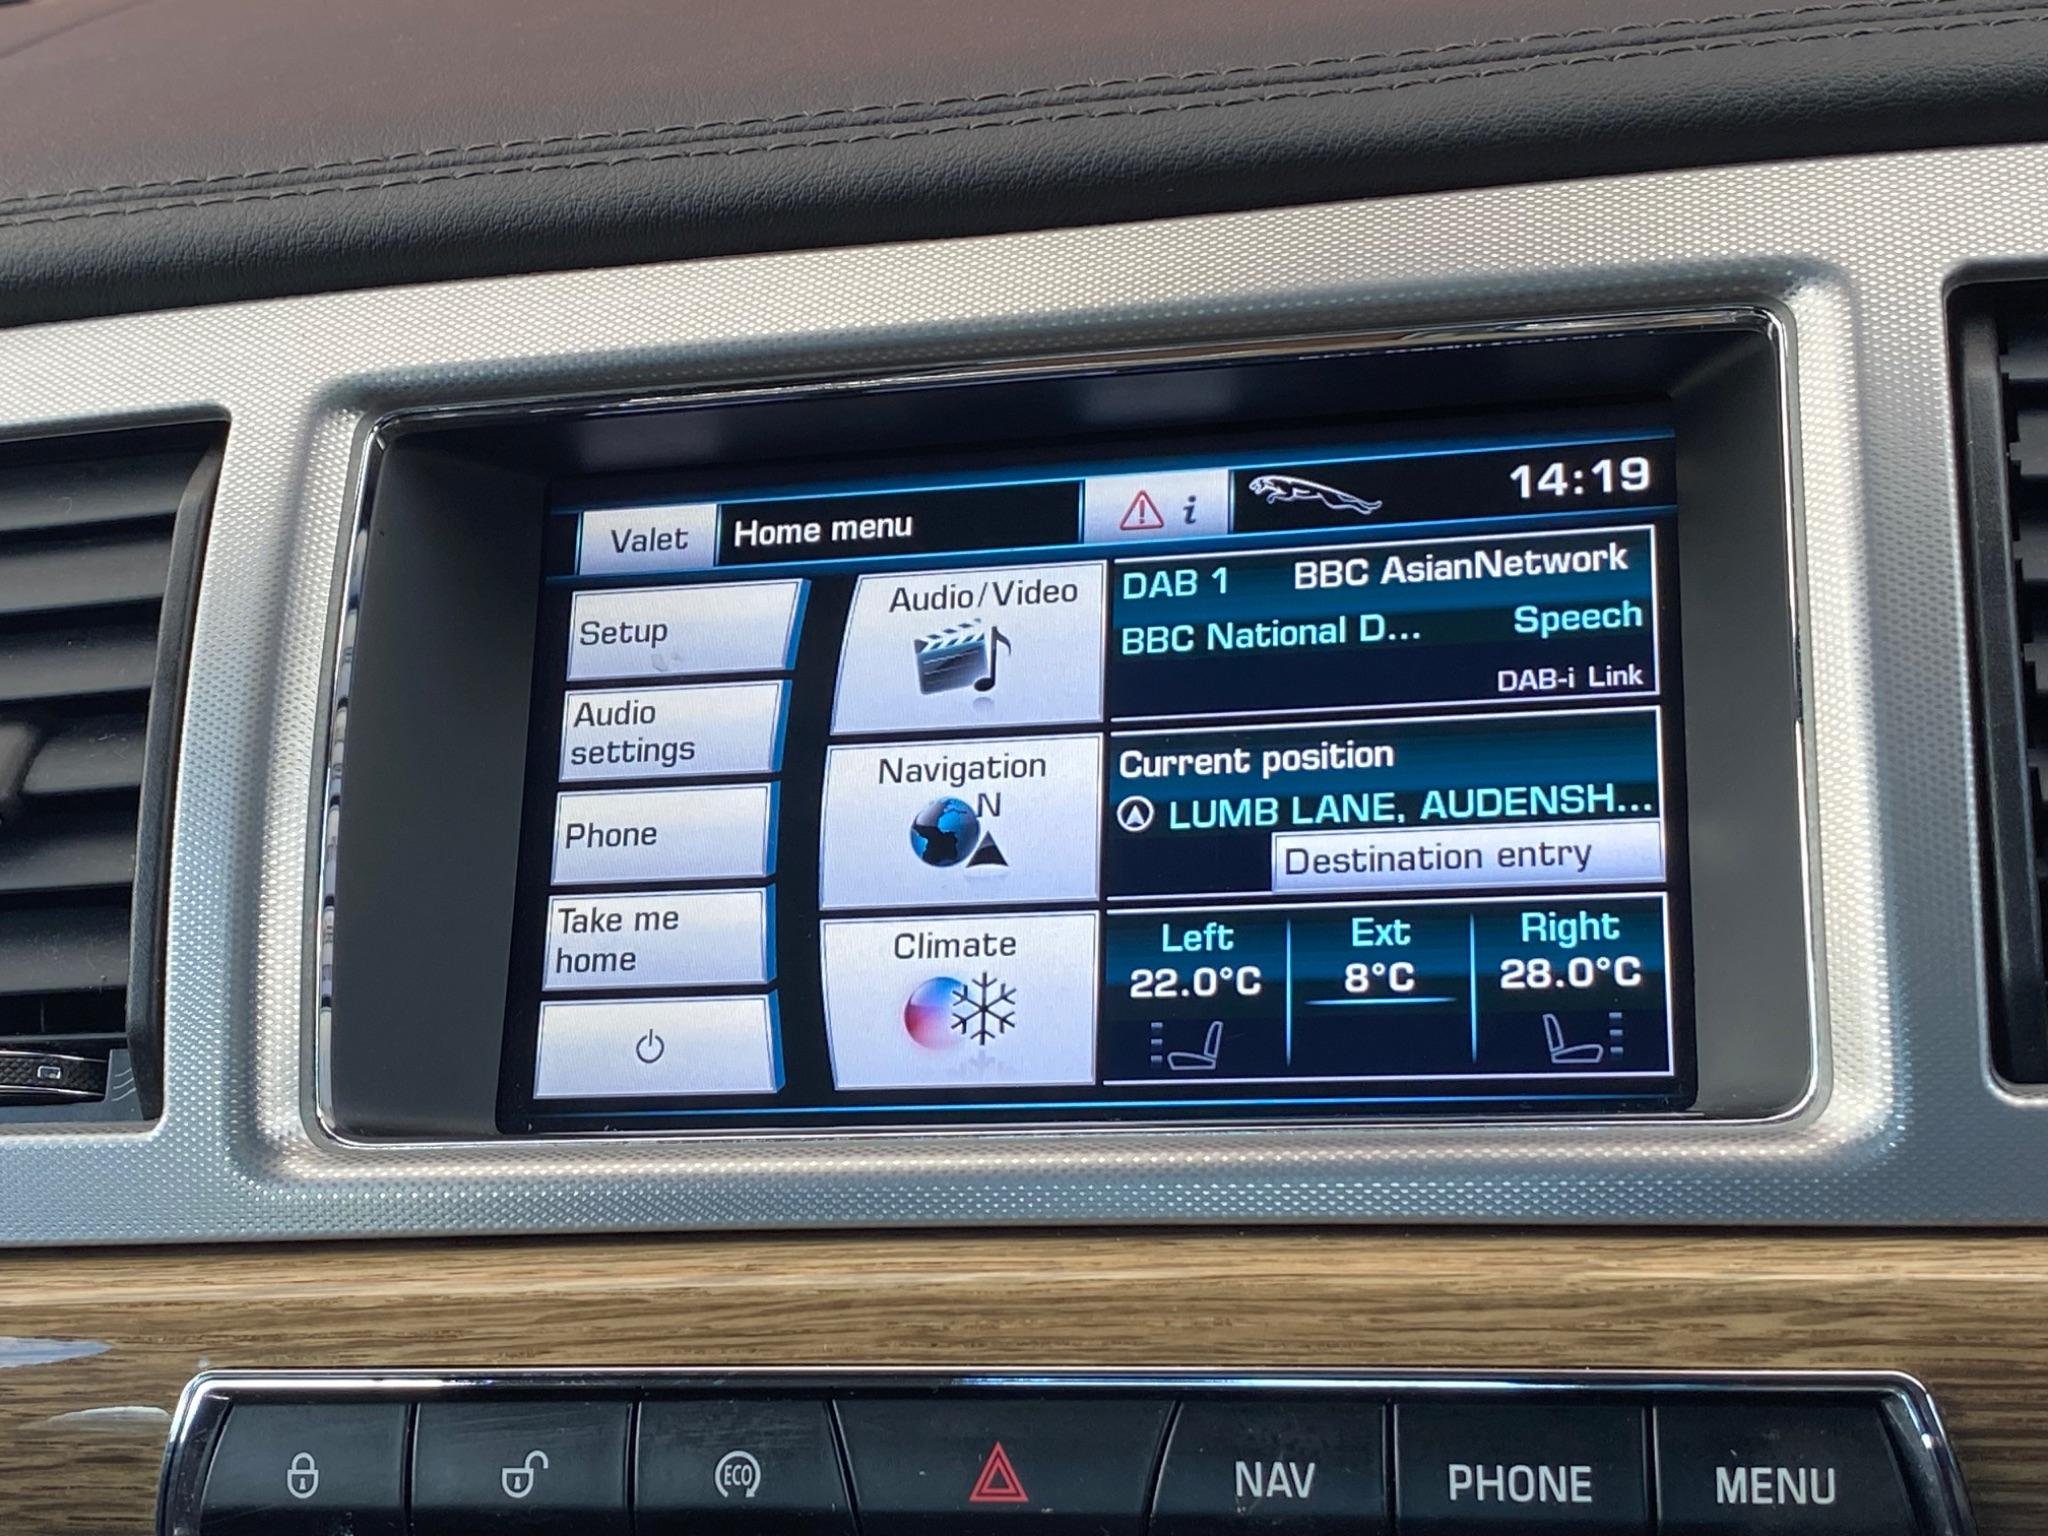 Valet
Home menu
i
14:19
Setup
Audio
settings
Phone
Take me
home
Audio/Video
Navigation
N
Climate
DAB 1 BBC AsianNetwork
BBC National D... Speech
DAB-i Link
Current position
LUMB LANE, AUDENSH...
Destination entry
Left Ext Right
22.0°C 8°C 28.0°C
ECO
NAV
PHONE
MENU